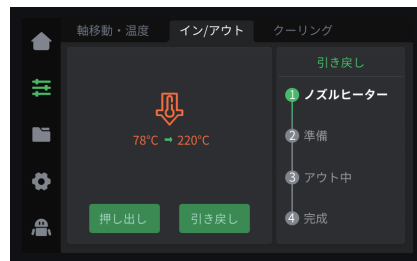 軸移動・温度 イン/アウト クーリング
引き戻し
1 ノズルヒーター
78°C → 220°C
2 準備
3 アウト中
押し出し 引き戻し
4 完成